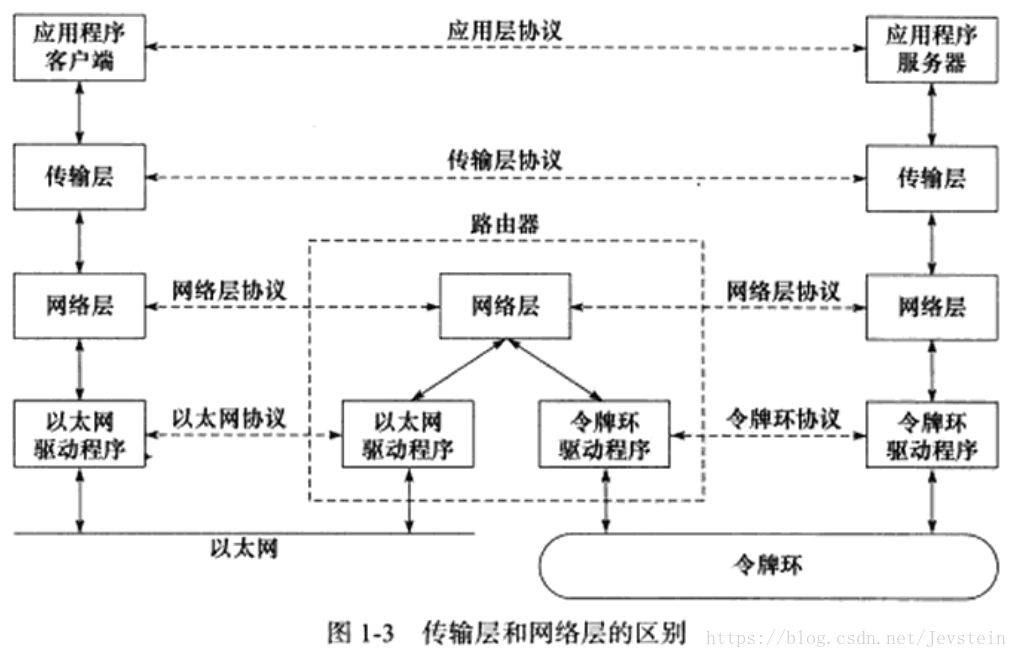 应用程序
客户端
应用层协议
应用程序
服务器
传输层
传输层协议
传输层
路由器
网络层
网络层协议
网络层
网络层协议
网络层
以太网
驱动程序
以太网协议
以太网
驱动程序
令牌环
驱动程序
令牌环协议
令牌环
驱动程序
以太网
令牌环
图 1-3 传输层和网络层的区别
https://blog.csdn.net/Jevstein